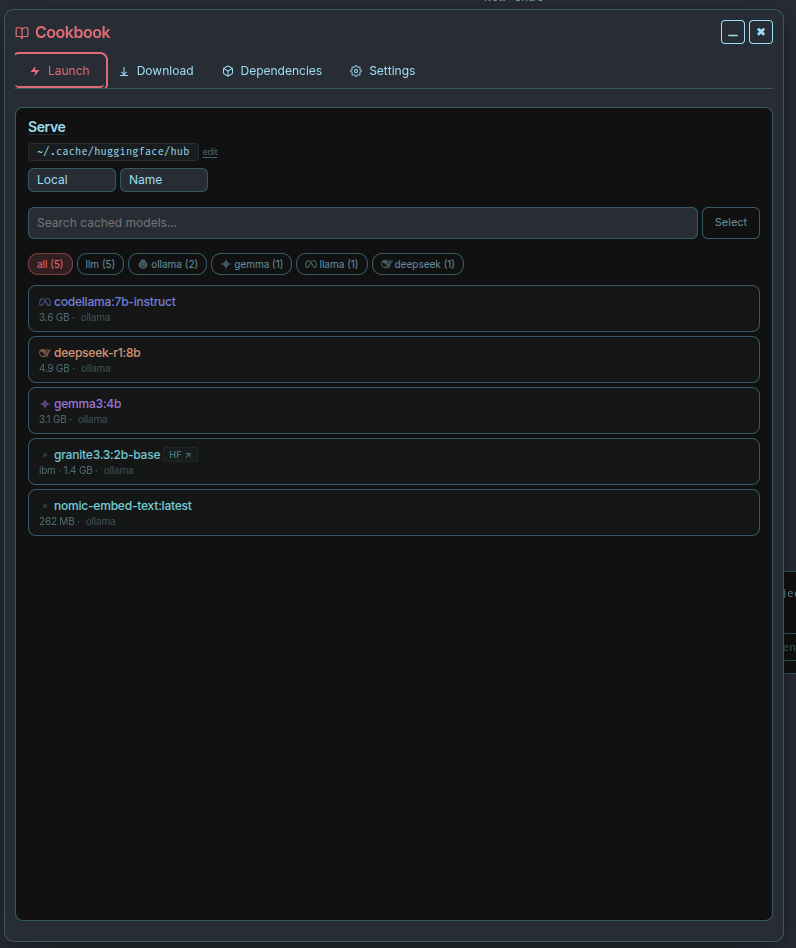 New Share
Cookbook
Launch Download Dependencies Settings
Serve
~/.cache/huggingface/hub edit
Local Name
Search cached models... Select
all (5) llm (5) ollama (2) gemma (1) llama (1) deepseek (1)
codellama:7b-instruct
3.6 GB · ollama
deepseek-r1:8b
4.9 GB · ollama
gemma3:4b
3.1 GB · ollama
granite3.3:2b-base HF ↗
ibm · 1.4 GB · ollama
nomic-embed-text:latest
262 MB · ollama